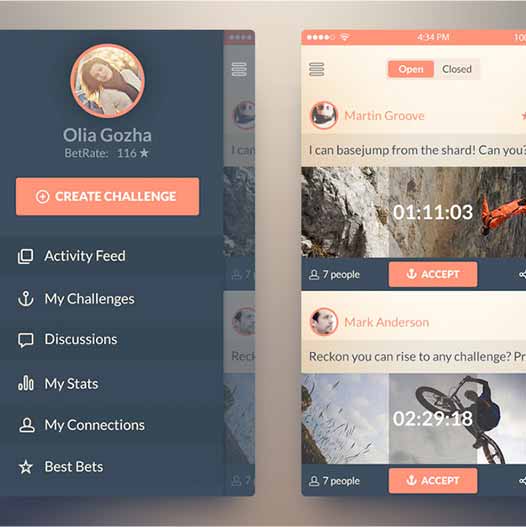 Olia Gozha
BetRate: 116
CREATE CHALLENGE
Activity Feed
My Challenges
Discussions
My Stats
My Connections
Best Bets
I can
7
Reck
7
4:34 PM
Open Closed
Martin Groove
I can basejump from the shard! Can you?
01:11:03
7 people
ACCEPT
Mark Anderson
Reckon you can rise to any challenge? Pr
02:29:18
7 people
ACCEPT